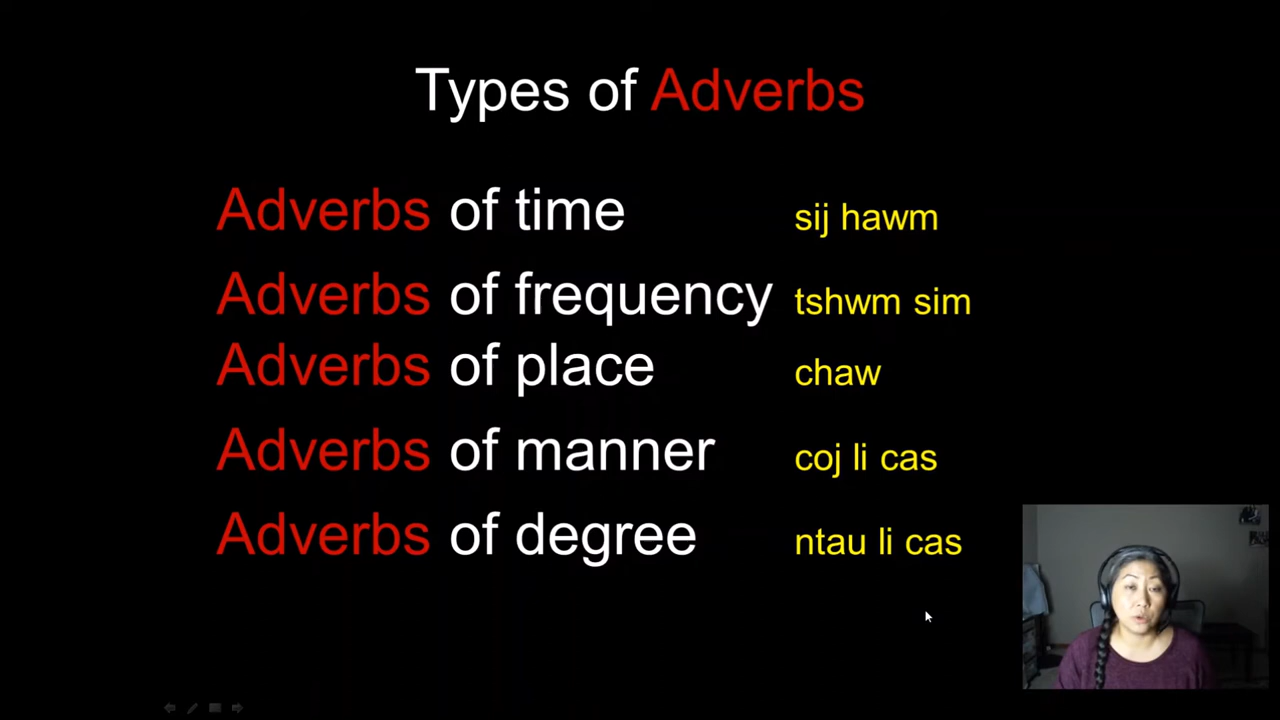 Types of Adverbs
Adverbs of time sij hawm
Adverbs of frequency tshwm sim
Adverbs of place chaw
Adverbs of manner coj li cas
Adverbs of degree ntau li cas